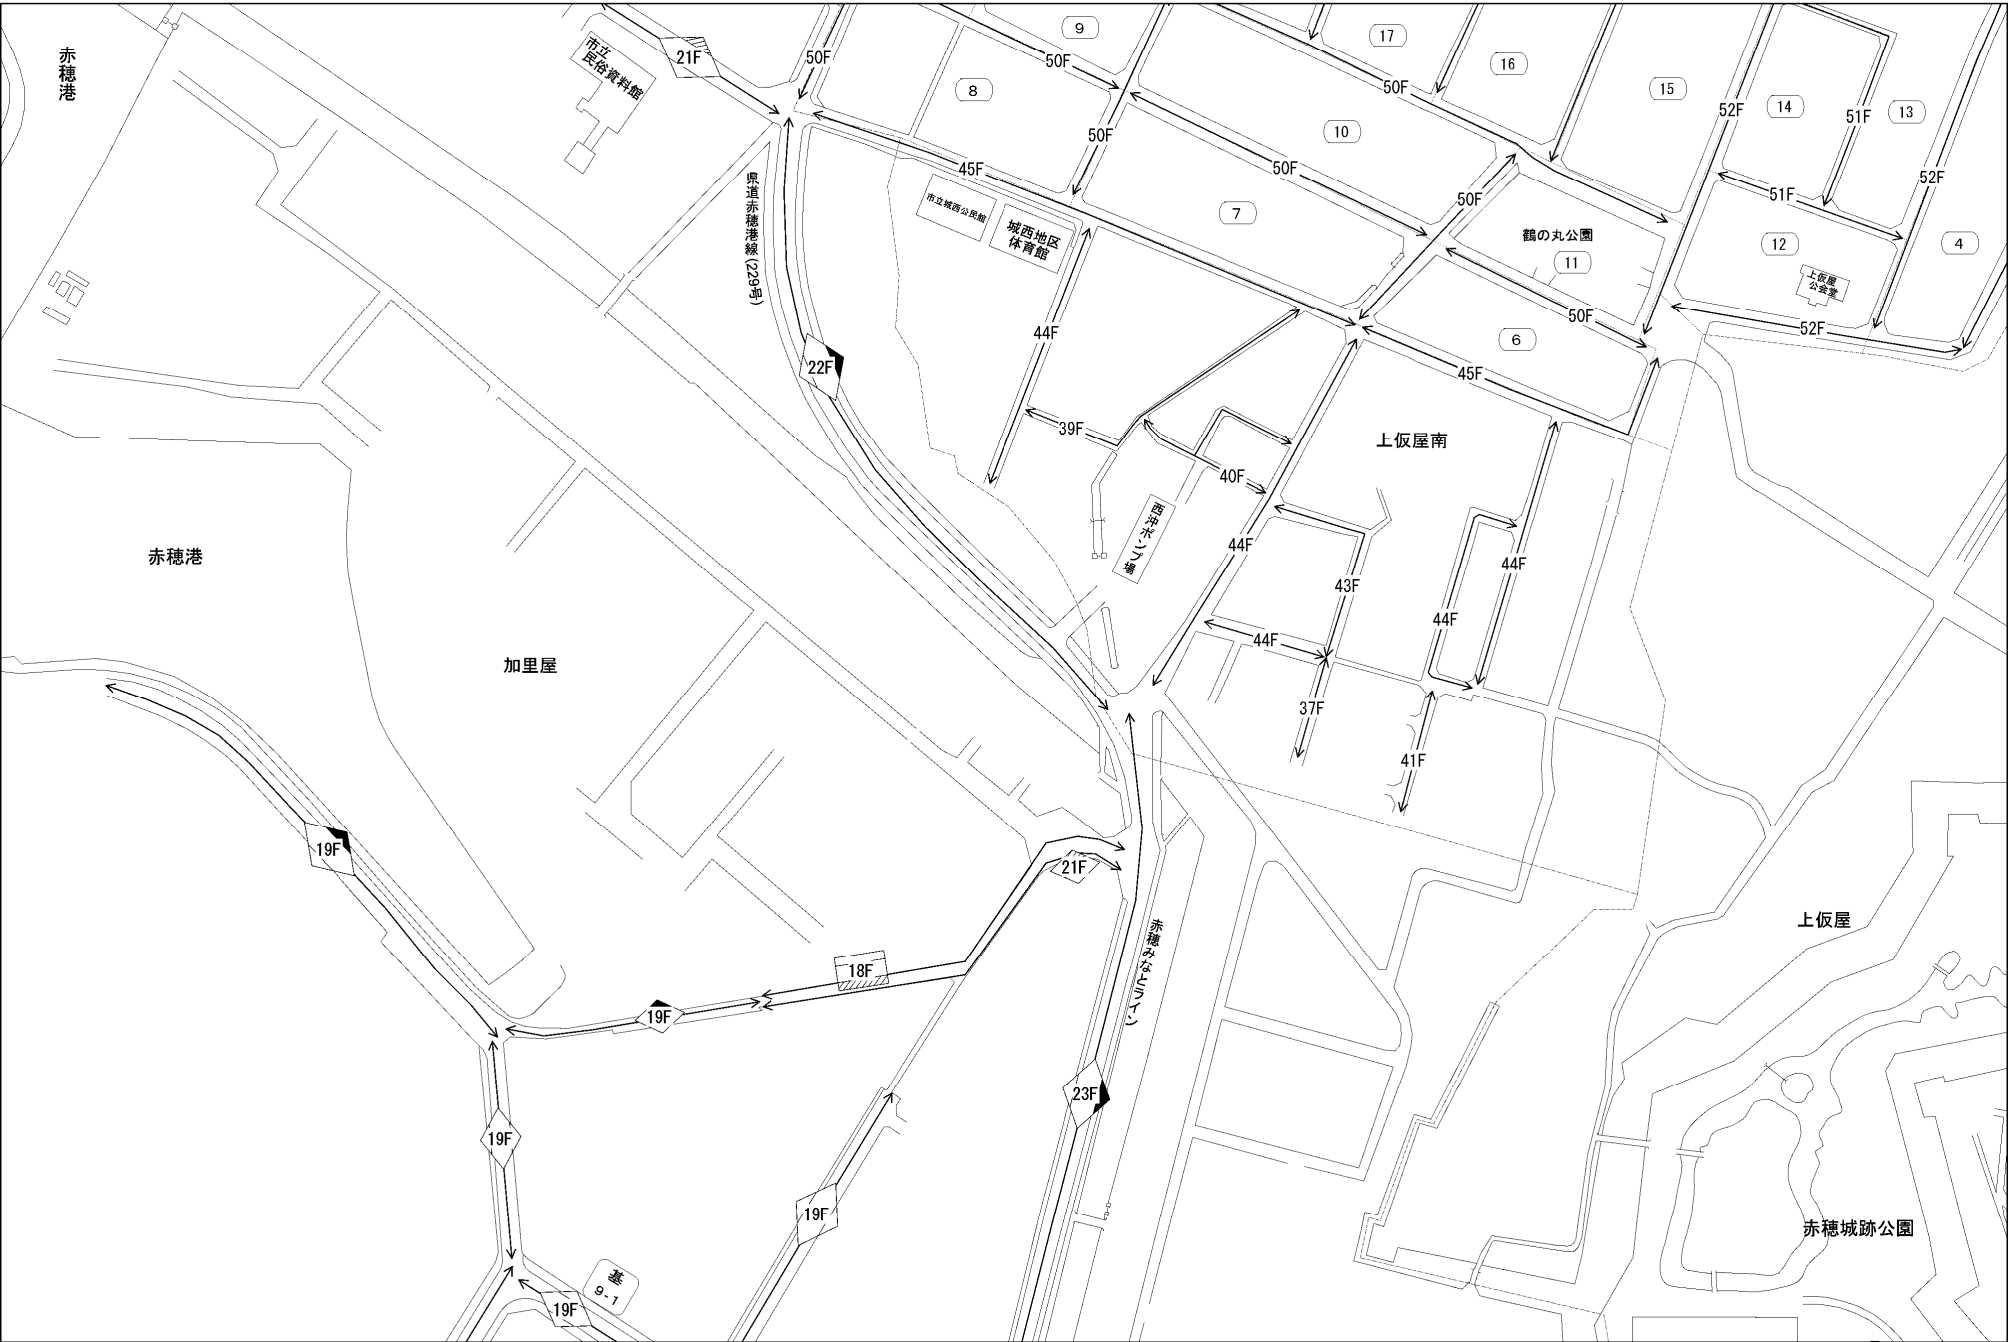 赤穂港
市立
民俗資料館
21F
50F
50F
9
17
16
15
14
13
50F
52F
51F
8
10
50F
50F
45F
50F
51F
52F
市立城西公民館
城西地区
体育館
7
鶴の丸公園
11
12
4
上仮屋
公会堂
県道赤穂港線(229号)
44F
50F
6
52F
22F
45F
39F
上仮屋南
40F
西沖ポンプ場
44F
44F
43F
44F
44F
赤穂港
加里屋
37F
41F
19F
21F
18F
19F
赤穂みなとライン
上仮屋
23F
19F
19F
赤穂城跡公園
基
9-1
19F